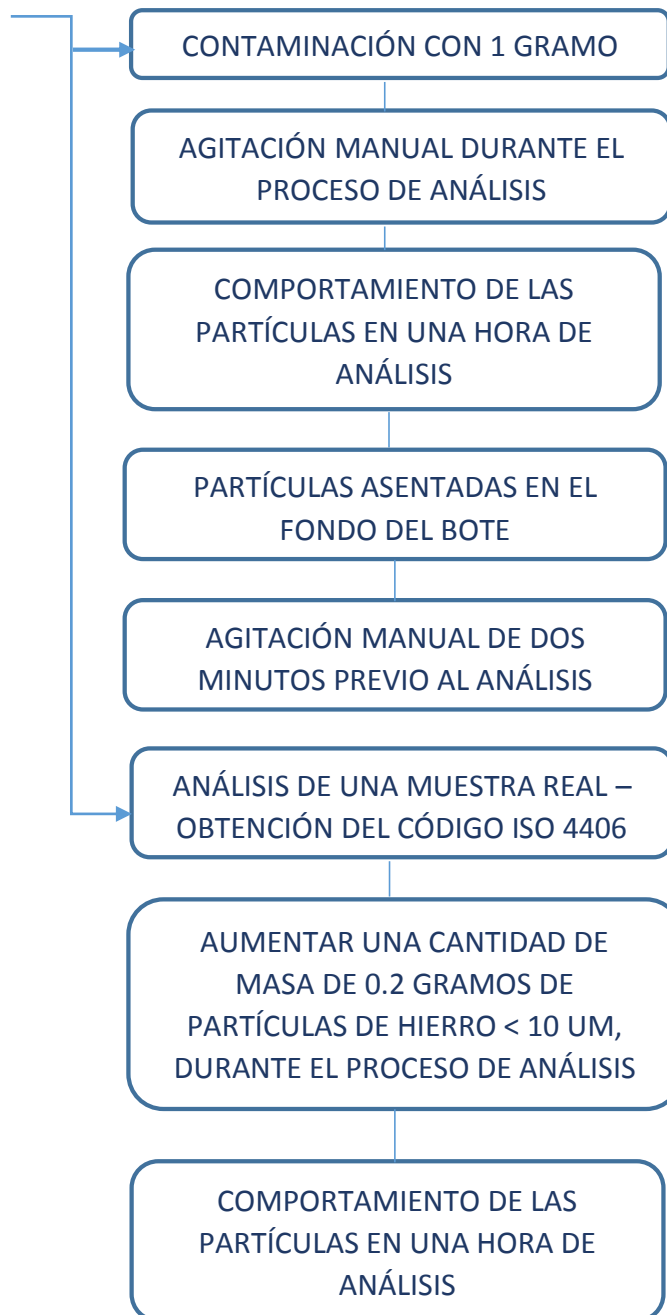 CONTAMINACIÓN CON 1 GRAMO
AGITACIÓN MANUAL DURANTE EL
PROCESO DE ANÁLISIS
COMPORTAMIENTO DE LAS
PARTÍCULAS EN UNA HORA DE
ANÁLISIS
PARTÍCULAS ASENTADAS EN EL
FONDO DEL BOTE
AGITACIÓN MANUAL DE DOS
MINUTOS PREVIO AL ANÁLISIS
ANÁLISIS DE UNA MUESTRA REAL –
OBTENCIÓN DEL CÓDIGO ISO 4406
AUMENTAR UNA CANTIDAD DE
MASA DE 0.2 GRAMOS DE
PARTÍCULAS DE HIERRO < 10 UM,
DURANTE EL PROCESO DE ANÁLISIS
COMPORTAMIENTO DE LAS
PARTÍCULAS EN UNA HORA DE
ANÁLISIS